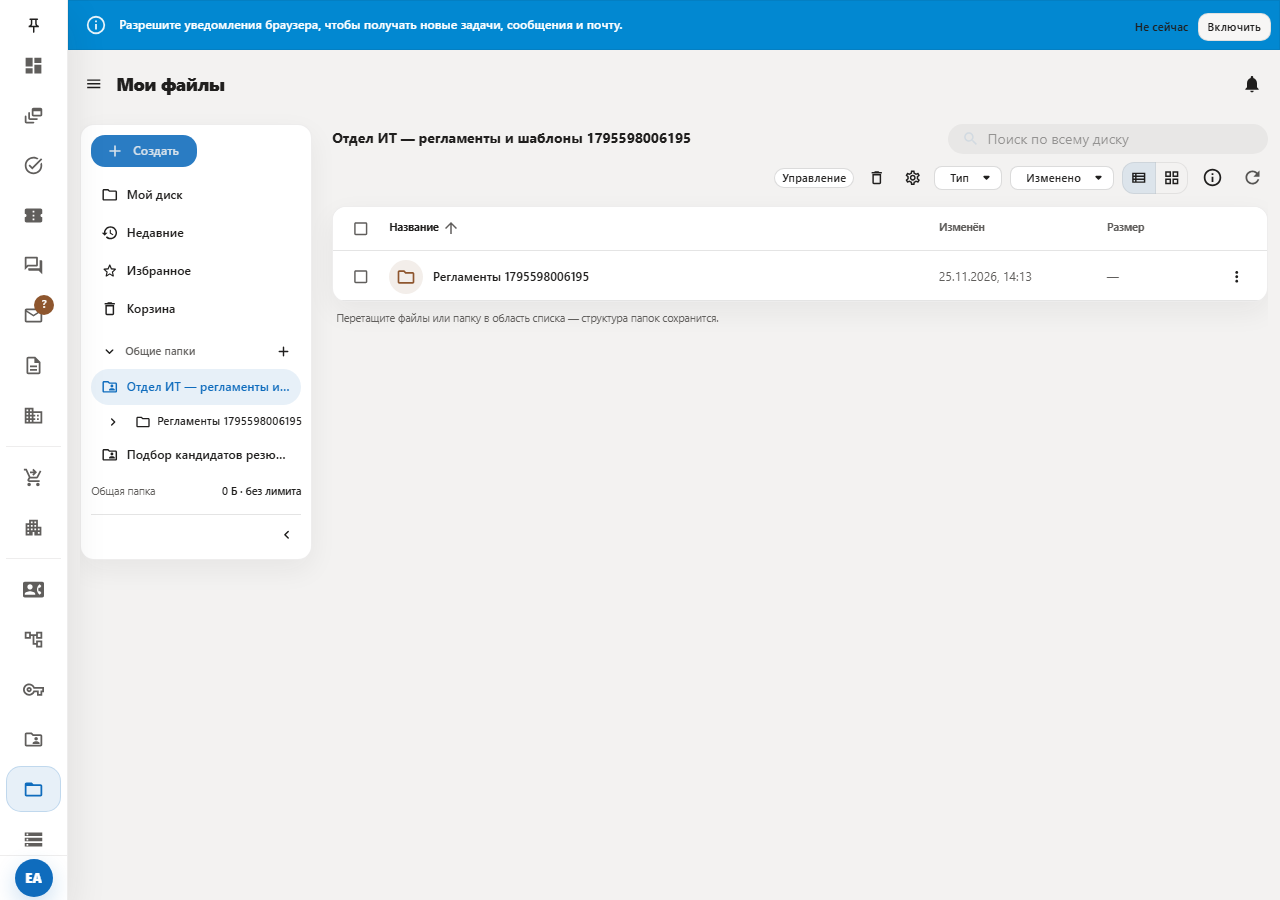 Разрешите уведомления браузера, чтобы получать новые задачи, сообщения и почту.
Не сейчас
Включить
Мои файлы
Создать
Отдел ИТ — регламенты и шаблоны 1795598006195
Поиск по всему диску
Управление
Тип
Изменено
Мой диск
Недавние
Избранное
Корзина
Общие папки
Отдел ИТ — регламенты и...
Регламенты 1795598006195
Подбор кандидатов резю...
Общая папка
0 Б · без лимита
Название
Изменён
Размер
Регламенты 1795598006195
25.11.2026, 14:13
—
Перетащите файлы или папку в область списка — структура папок сохранится.
?
EA